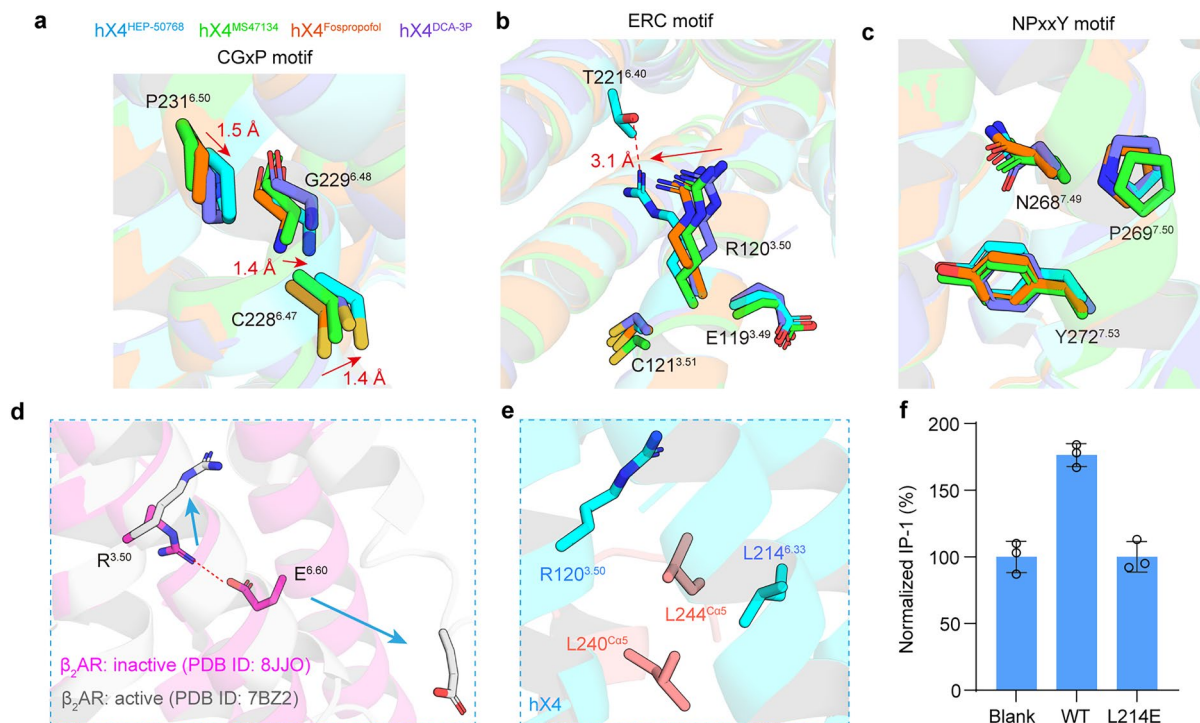 a
hX4HEP-50768 hX4MS47134 hX4Fospropofol hX4DCA-3P
CGxP motif
P2316.50
1.5 Å
G2296.48
1.4 Å
C2286.47
1.4 Å
b
ERC motif
T2216.40
3.1 Å
R1203.50
E1193.49
C1213.51
c
NPxxY motif
N2687.49
P2697.50
Y2727.53
d
R3.50
E6.60
β2AR: inactive (PDB ID: 8JJO)
β2AR: active (PDB ID: 7BZ2)
e
R1203.50
L2146.33
L244Cα5
L240Cα5
hX4
f
Normalized IP-1 (%)
200
150
100
50
0
Blank WT L214E